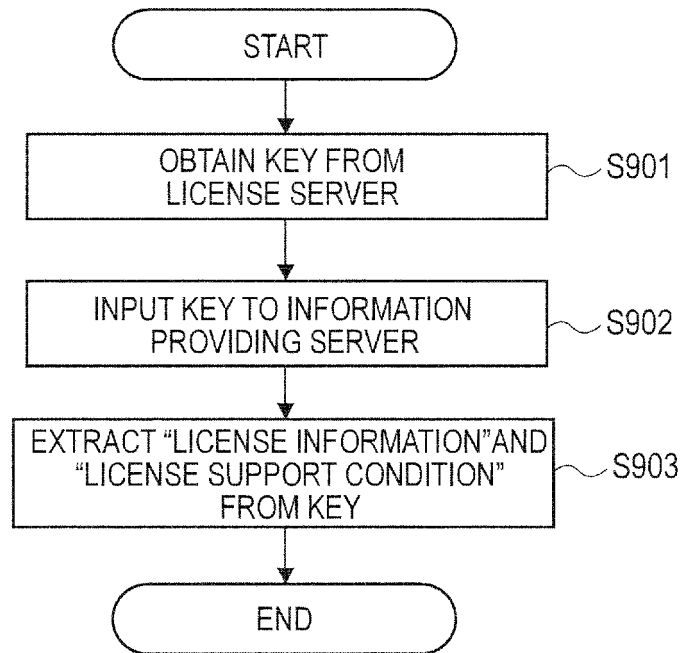 START
OBTAIN KEY FROM
LICENSE SERVER
S901
INPUT KEY TO INFORMATION
PROVIDING SERVER
S902
EXTRACT “LICENSE INFORMATION”AND
“LICENSE SUPPORT CONDITION”
FROM KEY
S903
END